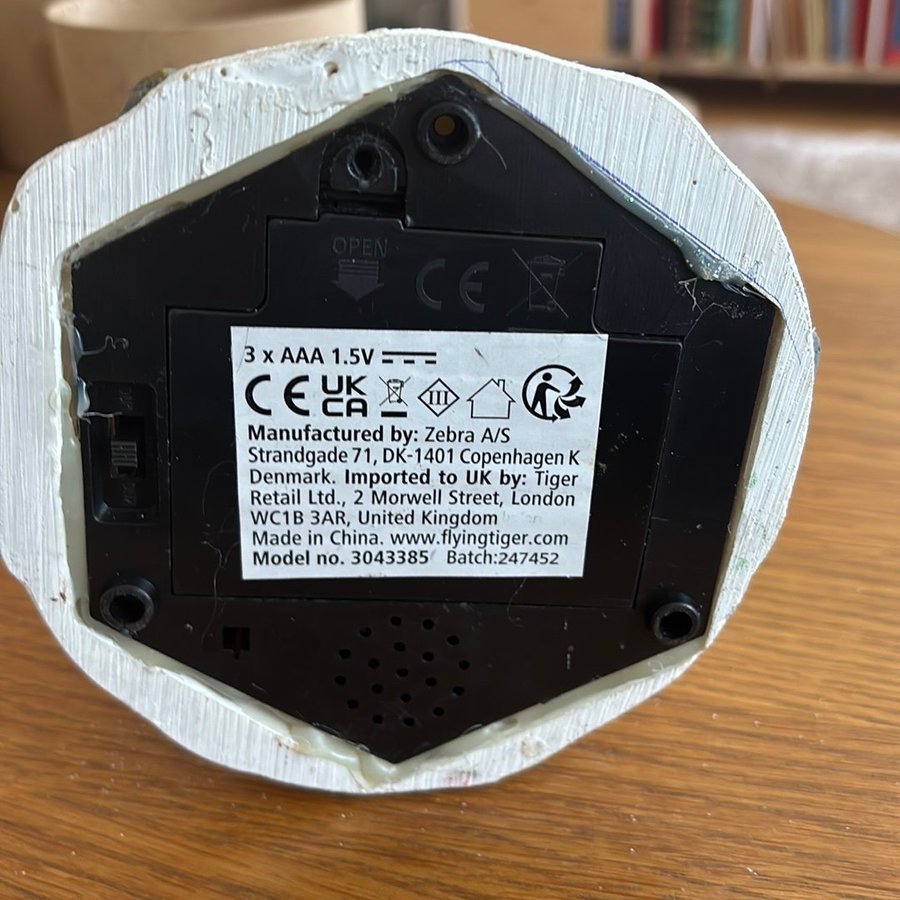 OPEN
CE
3 x AAA 1.5V
CE UK CA III
Manufactured by: Zebra A/S
Strandgade 71, DK-1401 Copenhagen K
Denmark. Imported to UK by: Tiger
Retail Ltd., 2 Morwell Street, London
WC1B 3AR, United Kingdom
Made in China. www.flyingtiger.com
Model no. 3043385 Batch:247452